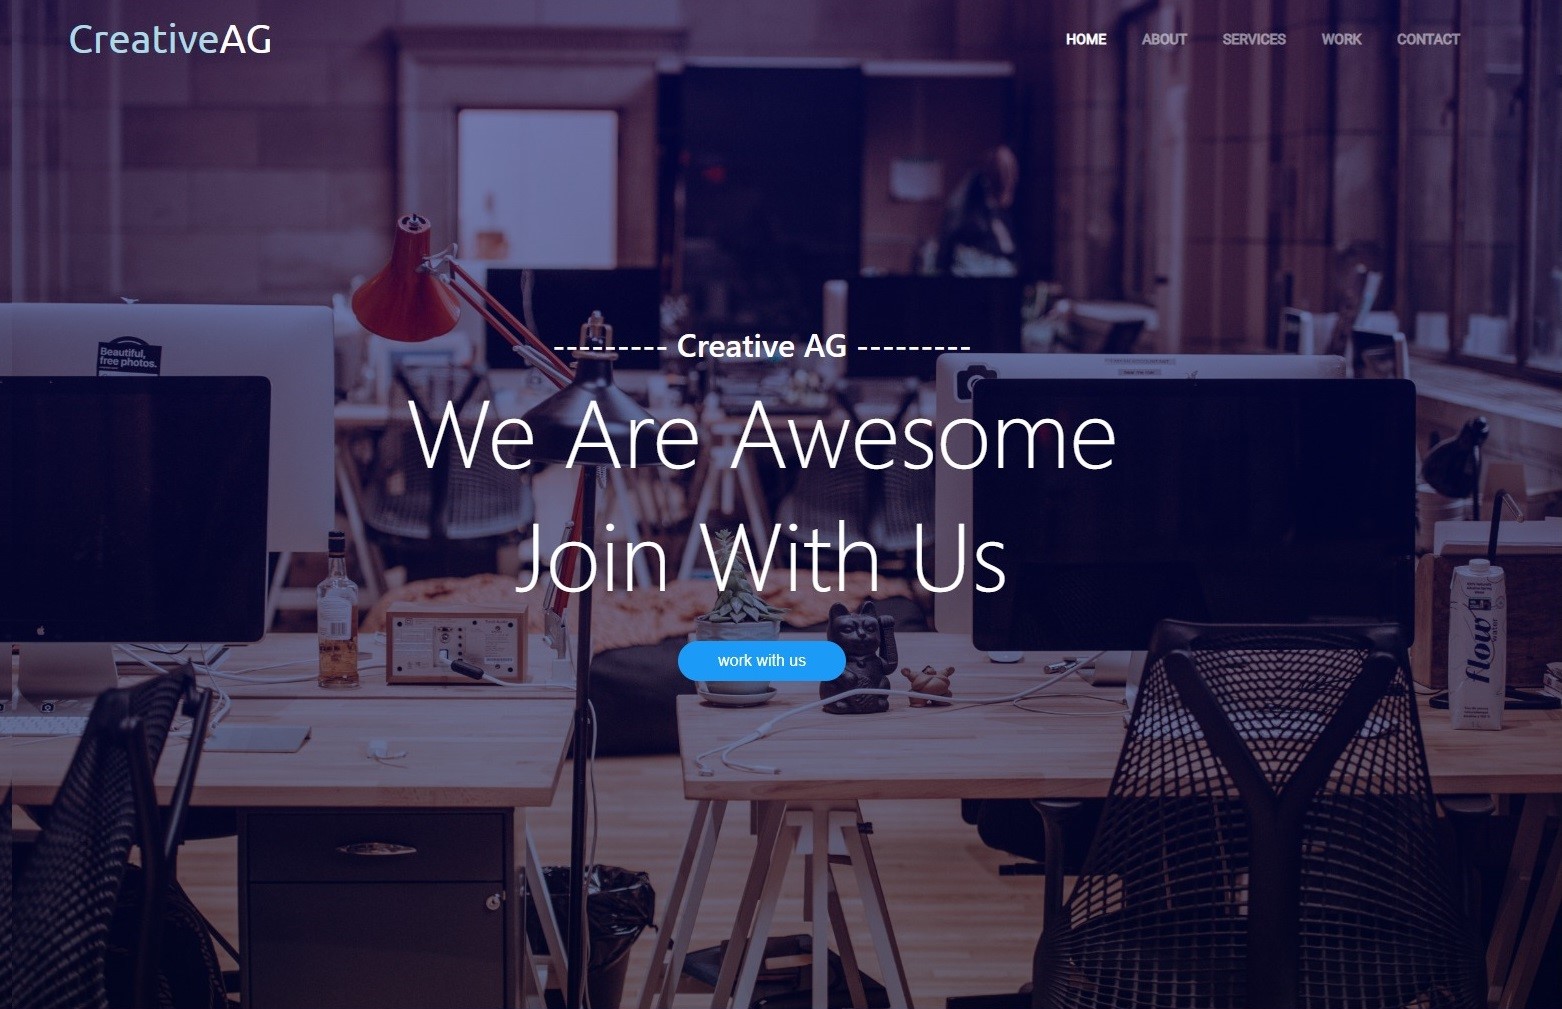 CreativeAG
HOME ABOUT SERVICES WORK CONTACT
--------- Creative AG ---------
We Are Awesome
Join With Us
work with us
Beautiful,
free photos.
flow
water